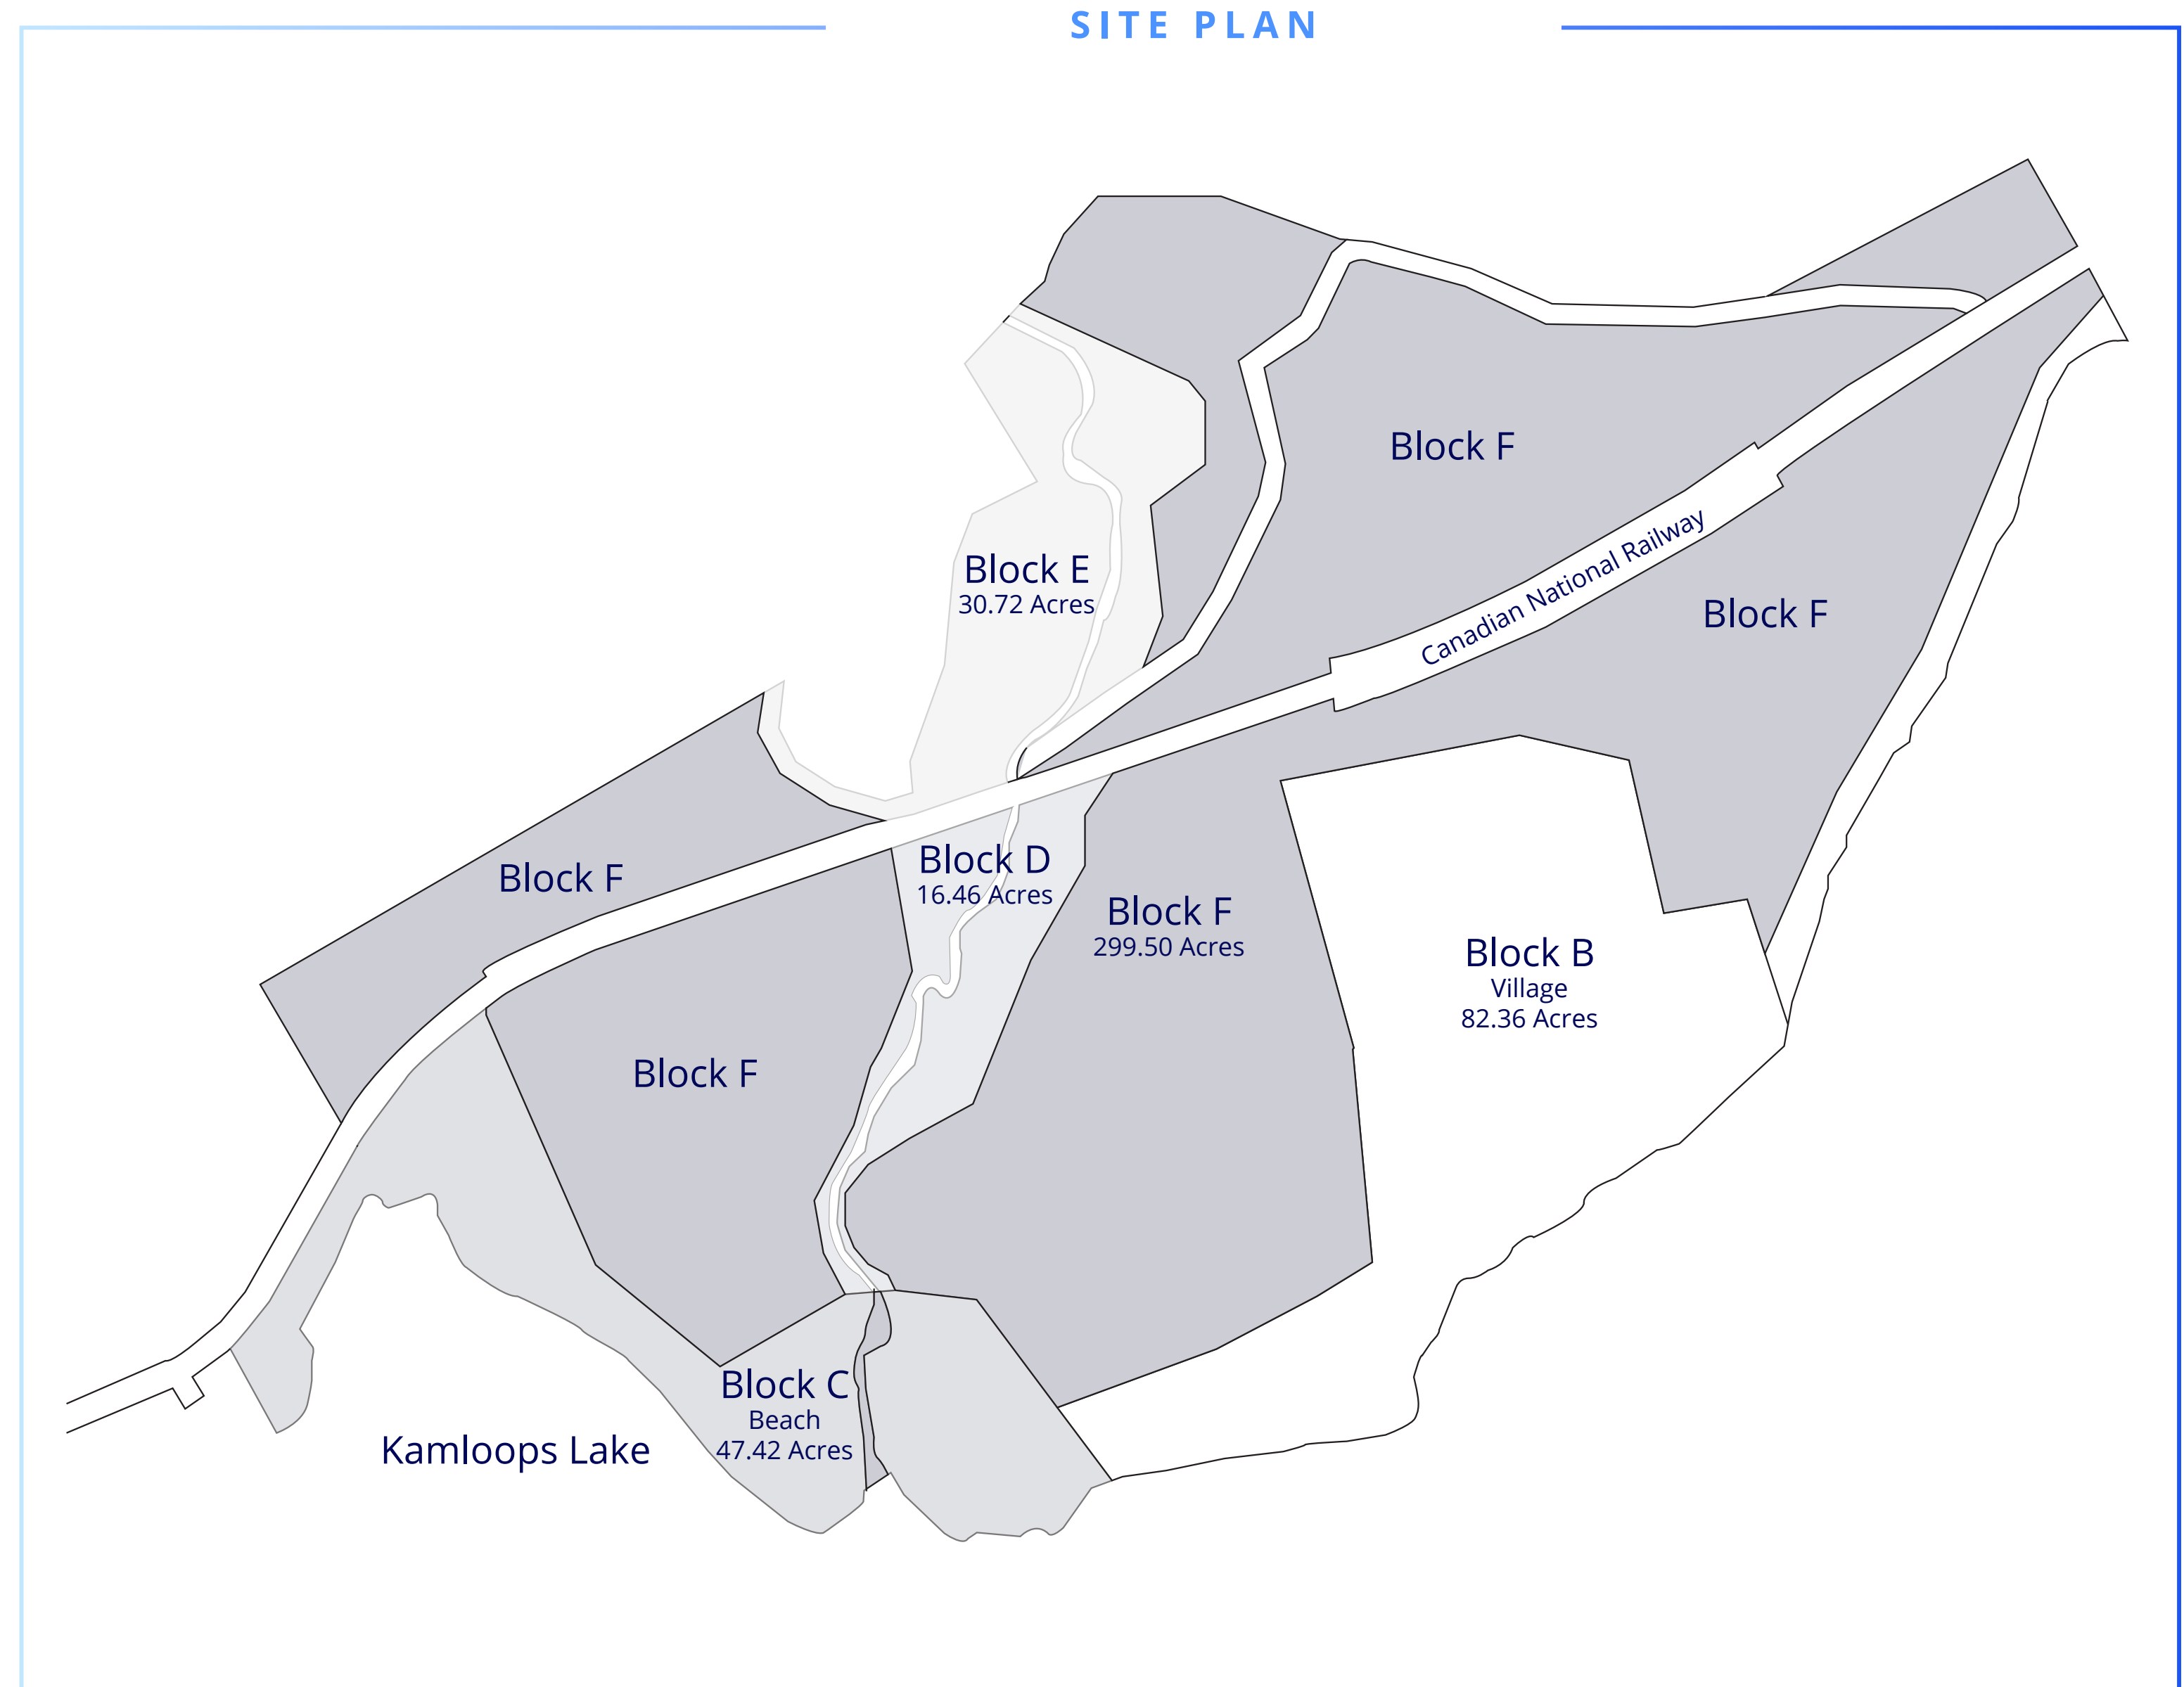 SITE PLAN
Block F
Block E
30.72 Acres
Canadian National Railway
Block F
Block D
16.46 Acres
Block F
Block F
299.50 Acres
Block B
Village
82.36 Acres
Block F
Block C
Beach
47.42 Acres
Kamloops Lake